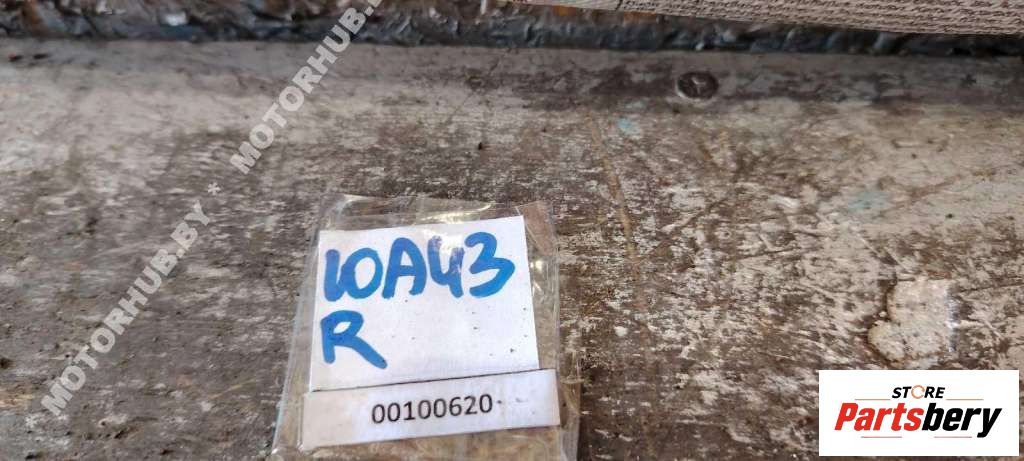 MOTORHUB.BY * MOTORHUB.BY
10A43
R
00100620
STORE
Partsbery